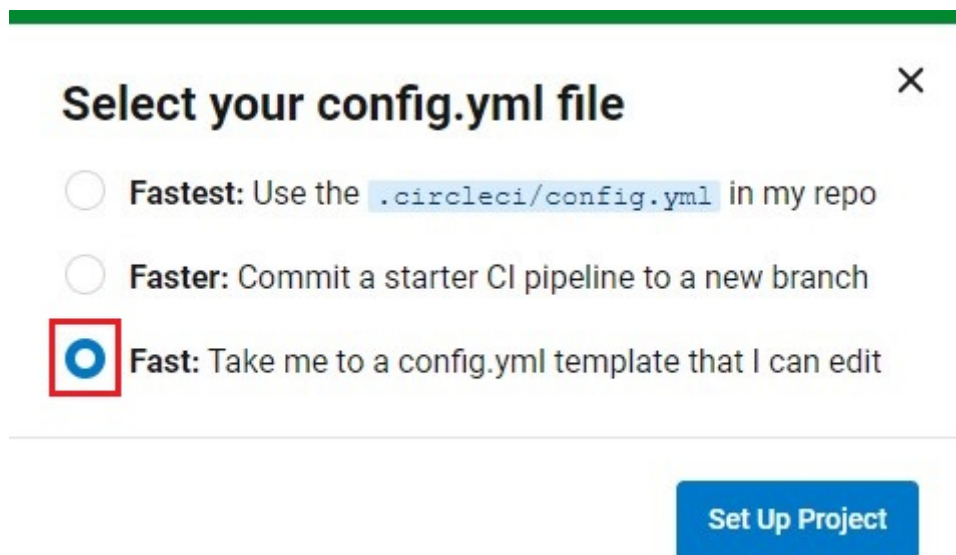 Select your config.yml file
Fastest: Use the .circleci/config.yml in my repo
Faster: Commit a starter CI pipeline to a new branch
Fast: Take me to a config.yml template that I can edit
Set Up Project